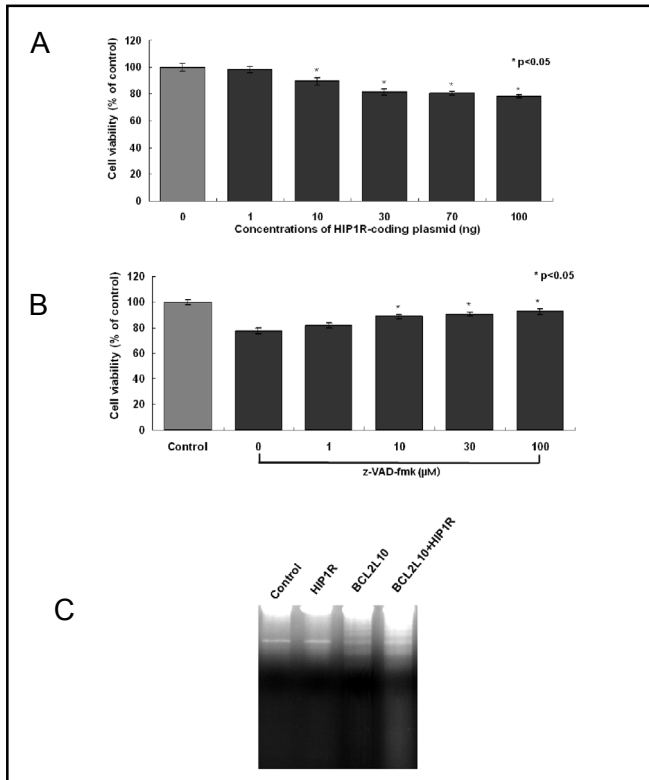 A
Cell viability (% of control)
120
100
80
60
40
20
0
* p<0.05
*
*
*
*
0 1 10 30 70 100
Concentrations of HIP1R-coding plasmid (ng)
B
Cell viability (% of control)
120
100
80
60
40
20
0
* p<0.05
*
*
*
Control 0 1 10 30 100
z-VAD-fmk (µM)
C
Control HIP1R BCL2L10 BCL2L10+HIP1R